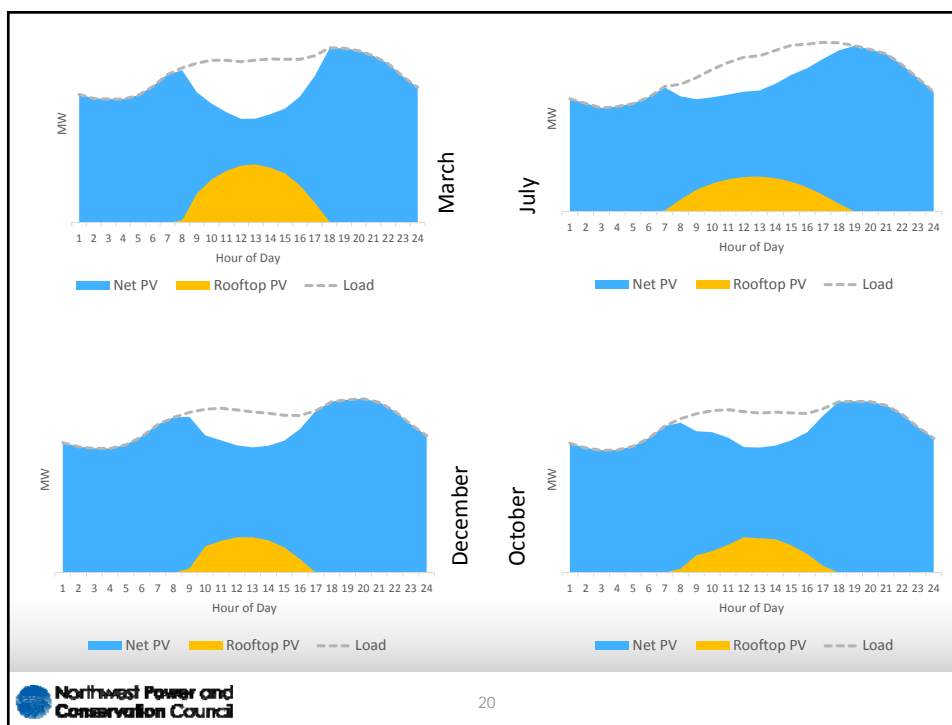 MW
1 2 3 4 5 6 7 8 9 10 11 12 13 14 15 16 17 18 19 20 21 22 23 24
Hour of Day
Net PV Rooftop PV Load
March
MW
1 2 3 4 5 6 7 8 9 10 11 12 13 14 15 16 17 18 19 20 21 22 23 24
Hour of Day
Net PV Rooftop PV Load
July
MW
1 2 3 4 5 6 7 8 9 10 11 12 13 14 15 16 17 18 19 20 21 22 23 24
Hour of Day
Net PV Rooftop PV Load
December
MW
1 2 3 4 5 6 7 8 9 10 11 12 13 14 15 16 17 18 19 20 21 22 23 24
Hour of Day
Net PV Rooftop PV Load
October
Northwest Power and
Conservation Council
20